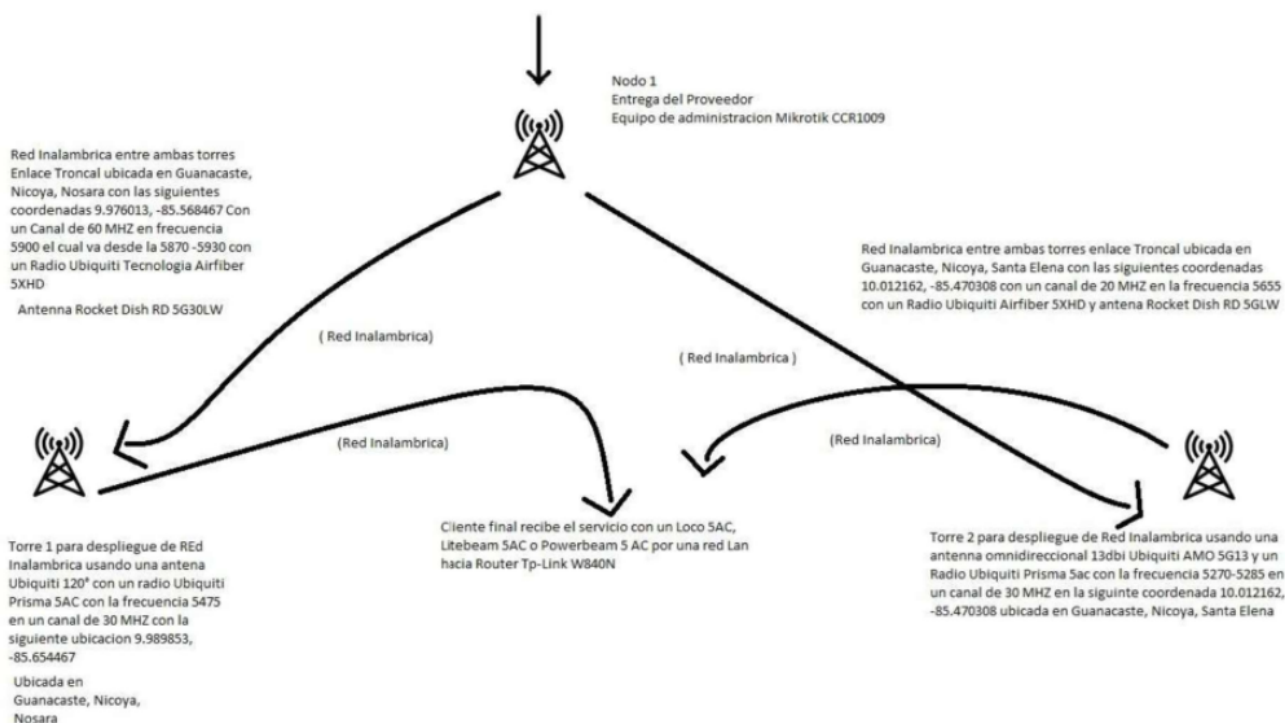 Nodo 1
Entrega del Proveedor
Equipo de administracion Mikrotik CCR1009
Red Inalambrica entre ambas torres
Enlace Troncal ubicada en Guanacaste,
Nicoya, Nosara con las siguientes
coordenadas 9.976013, -85.568467 Con
un Canal de 60 MHZ en frecuencia
5900 el cual va desde la 5870 -5930 con
un Radio Ubiquiti Tecnologia Airfiber
5XHD
Antenna Rocket Dish RD 5G30LW
Red Inalambrica entre ambas torres enlace Troncal ubicada en
Guanacaste, Nicoya, Santa Elena con las siguientes coordenadas
10.012162, -85.470308 con un canal de 20 MHZ en la frecuencia 5655
con un Radio Ubiquiti Airfiber 5XHD y antena Rocket Dish RD 5GLW
( Red Inalambrica)
( Red Inalambrica )
(Red Inalambrica)
(Red Inalambrica)
Torre 1 para despliegue de REd
Inalambrica usando una antena
Ubiquiti 120° con un radio Ubiquiti
Prisma 5AC con la frecuencia 5475
en un canal de 30 MHZ con la
siguiente ubicacion 9.989853,
-85.654467
Ubicada en
Guanacaste, Nicoya,
Nosara
Cliente final recibe el servicio con un Loco 5AC,
Litebeam 5AC o Powerbeam 5 AC por una red Lan
hacia Router Tp-Link W840N
Torre 2 para despliegue de Red Inalambrica usando una
antenna omnidireccional 13dbi Ubiquiti AMO 5G13 y un
Radio Ubiquiti Prisma 5ac con la frecuencia 5270-5285 en
un canal de 30 MHZ en la siguinte coordenada 10.012162,
-85.470308 ubicada en Guanacaste, Nicoya, Santa Elena